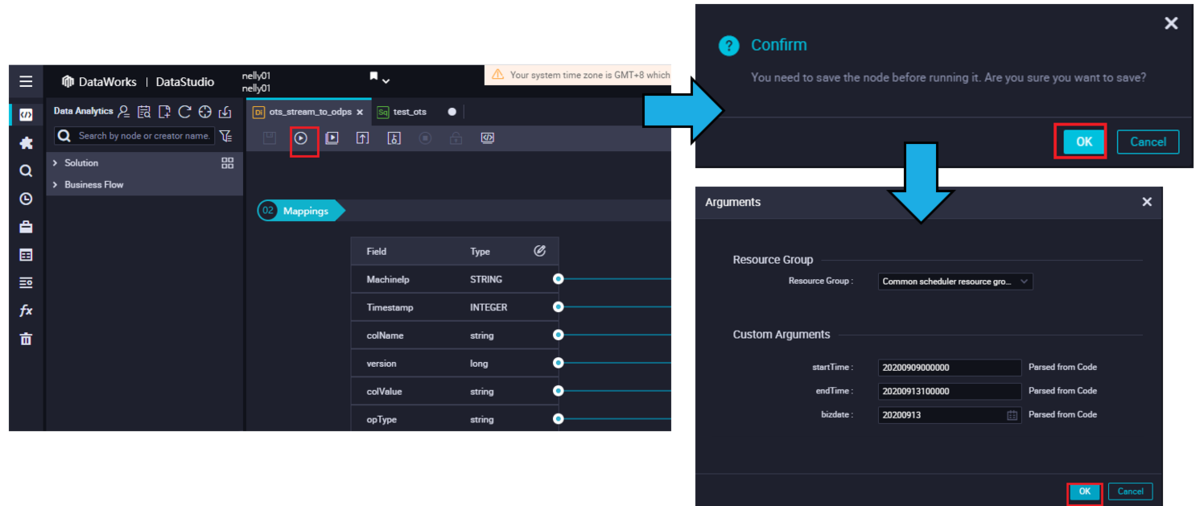 DataWorks | DataStudio
nelly01
nelly01
Your system time zone is GMT+8 which
Data Analytics
Di ots_stream_to_odps ×
Sq test_ots
Search by node or creator name.
Solution
Business Flow
02 Mappings
Field Type
MachineIp STRING
Timestamp INTEGER
colName string
version long
colValue string
opType string
fx
Confirm
You need to save the node before running it. Are you sure you want to save?
OK Cancel
Arguments
Resource Group
Resource Group : Common scheduler resource gro...
Custom Arguments
startTime : 20200909000000 Parsed from Code
endTime : 20200913100000 Parsed from Code
bizdate : 20200913 Parsed from Code
OK Cancel